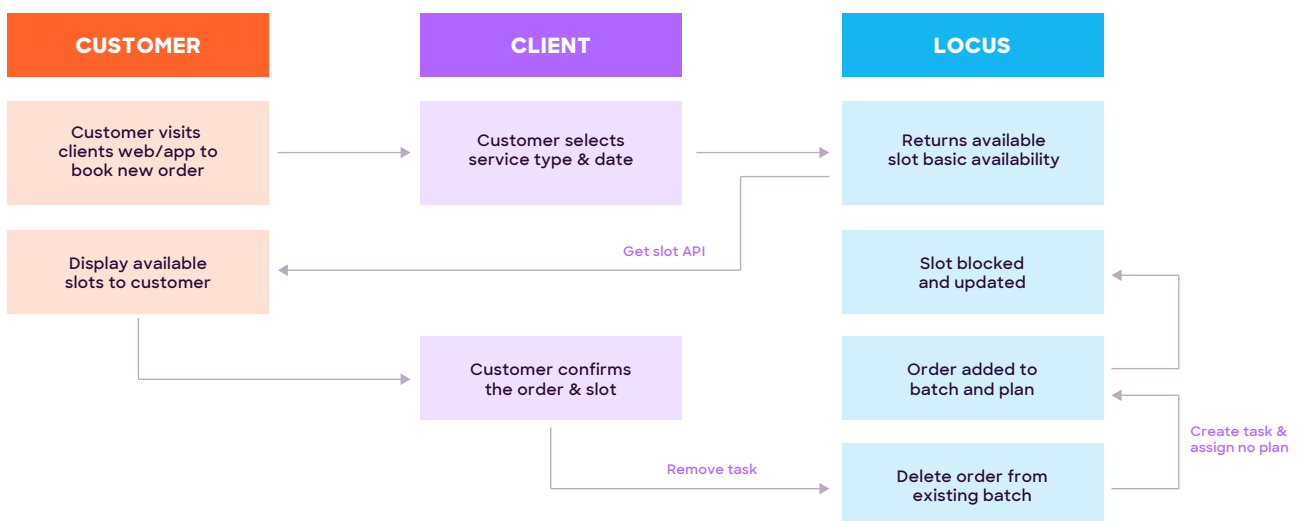 CUSTOMER
CLIENT
LOCUS
Customer visits
clients web/app to
book new order
Customer selects
service type & date
Returns available
slot basic availability
Get slot API
Display available
slots to customer
Slot blocked
and updated
Customer confirms
the order & slot
Order added to
batch and plan
Create task &
assign no plan
Remove task
Delete order from
existing batch